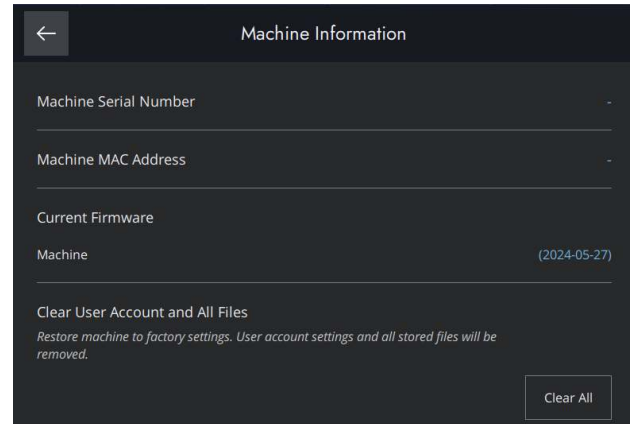 Machine Information
Machine Serial Number -
Machine MAC Address -
Current Firmware
Machine (2024-05-27)
Clear User Account and All Files
Restore machine to factory settings. User account settings and all stored files will be
removed.
Clear All